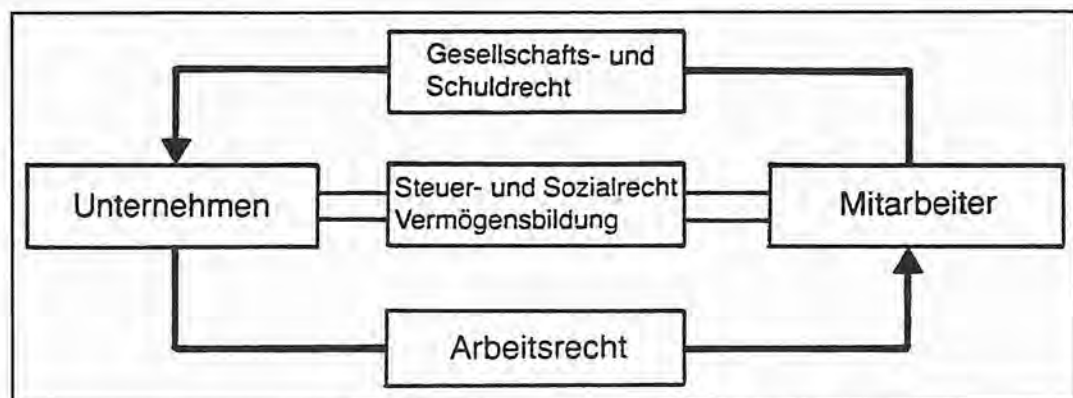 Gesellschafts- und
Schuldrecht
Unternehmen
Steuer- und Sozialrecht
Vermögensbildung
Mitarbeiter
Arbeitsrecht